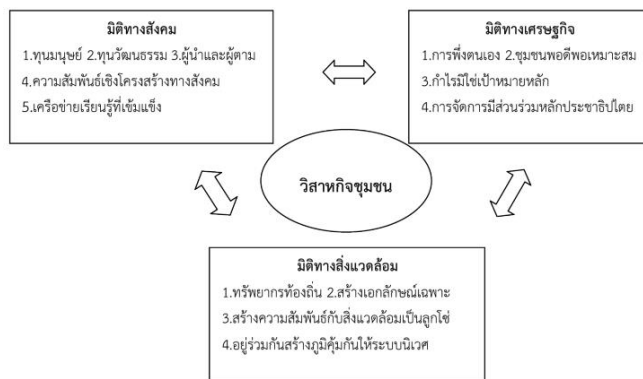 มิติทางสังคม
1.ทุนมนุษย์ 2.ทุนวัฒนธรรม 3.ผู้นำและผู้ตาม
4.ความสัมพันธ์เชิงโครงสร้างทางสังคม
5.เครือข่ายเรียนรู้ที่เข้มแข็ง
มิติทางเศรษฐกิจ
1.การพึ่งตนเอง 2.ชุมชนพอดีพอเหมาะสม
3.กำไรมิใช่เป้าหมายหลัก
4.การจัดการมีส่วนร่วมหลักประชาธิปไตย
วิสาหกิจชุมชน
มิติทางสิ่งแวดล้อม
1.ทรัพยากรท้องถิ่น 2.สร้างเอกลักษณ์เฉพาะ
3.สร้างความสัมพันธ์กับสิ่งแวดล้อมเป็นลูกโซ่
4.อยู่ร่วมกันสร้างภูมิคุ้มกันให้ระบบนิเวศ